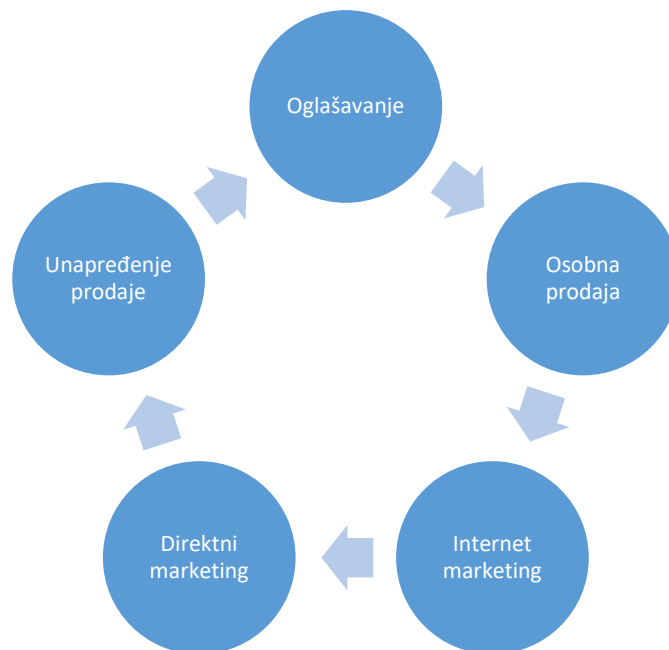 Oglašavanje
Osobna
prodaja
Internet
marketing
Direktni
marketing
Unapređenje
prodaje